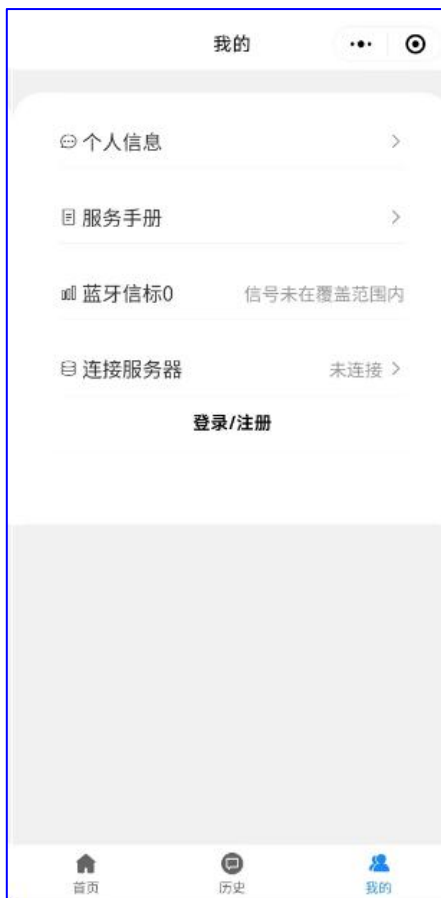 我的
个人信息
服务手册
蓝牙信标0 信号未在覆盖范围内
连接服务器 未连接
登录/注册
首页 历史 我的